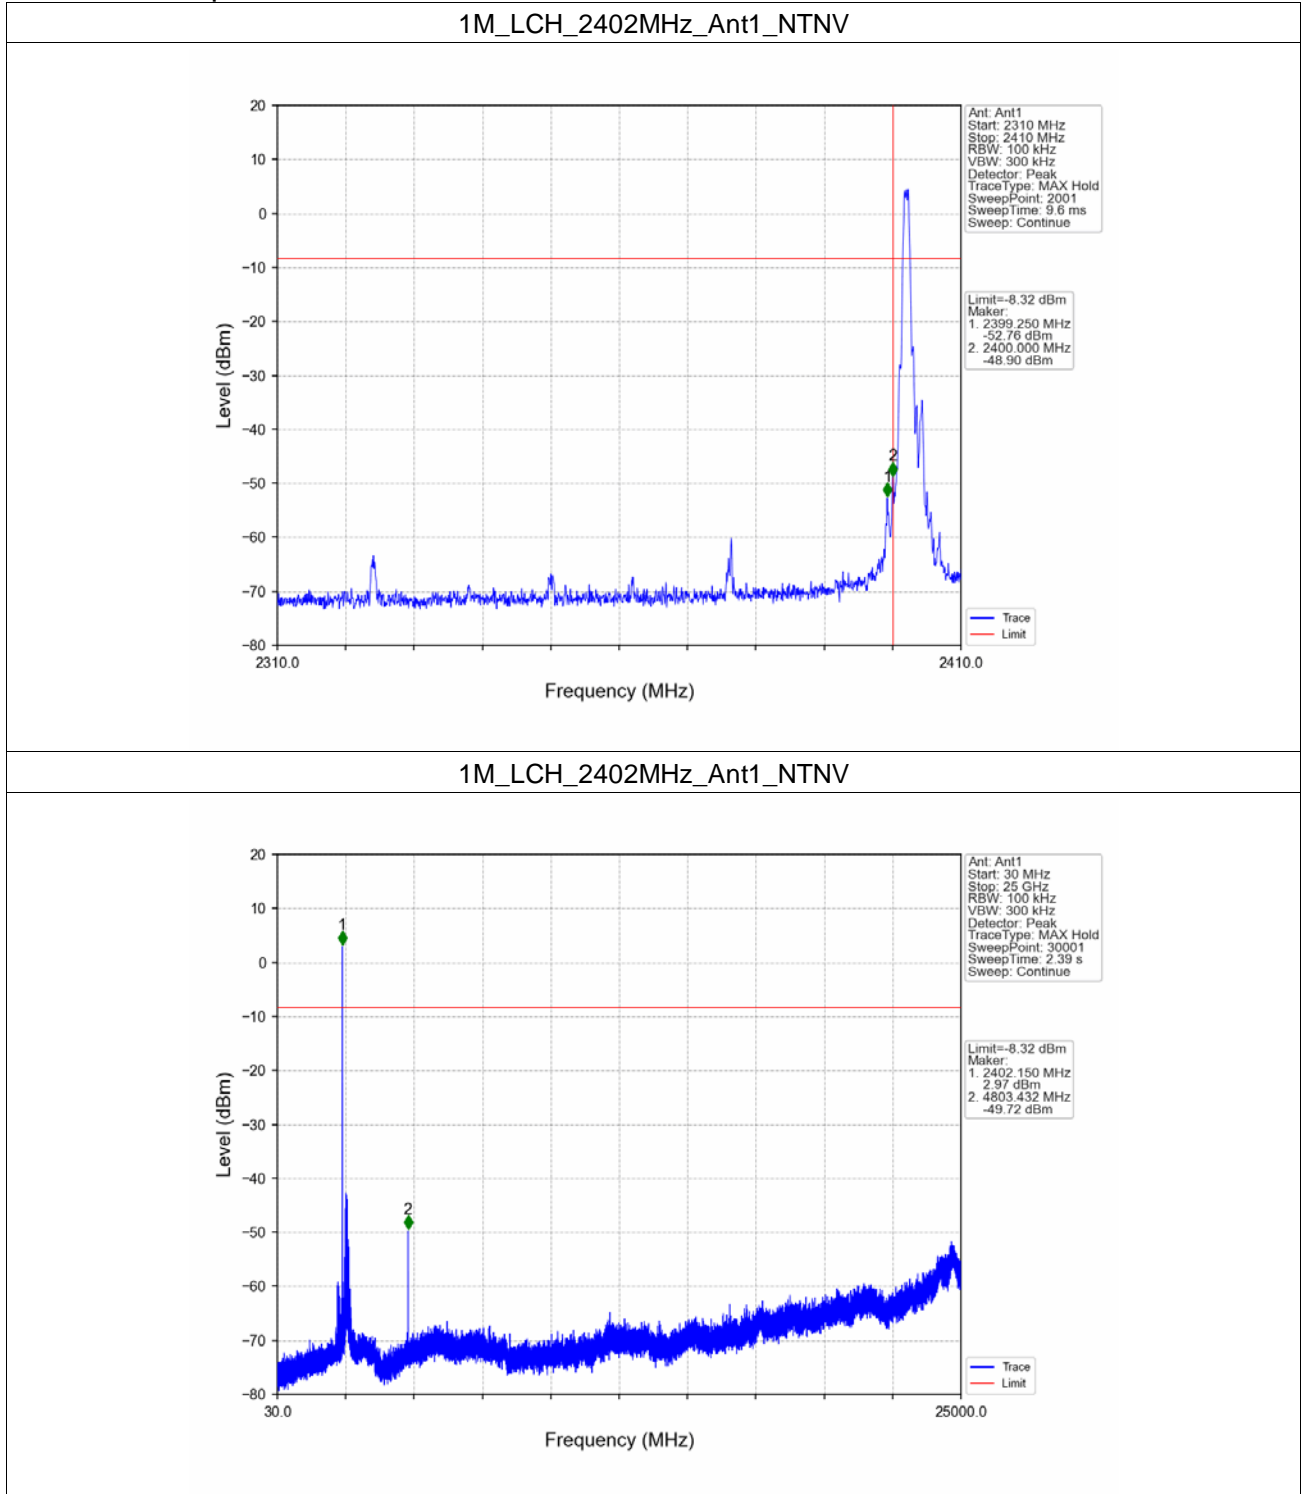 1M_LCH_2402MHz_Ant1_NTNV
20
10
0
−10
−20
−30
−40
−50
−60
−70
−80
Level (dBm)
1
2
2310.0
2410.0
Frequency (MHz)
Ant: Ant1
Start: 2310 MHz
Stop: 2410 MHz
RBW: 100 kHz
VBW: 300 kHz
Detector: Peak
TraceType: MAX Hold
SweepPoint: 2001
SweepTime: 9.6 ms
Sweep: Continue
Limit=-8.32 dBm
Maker:
1. 2399.250 MHz
-52.76 dBm
2. 2400.000 MHz
-48.90 dBm
Trace
Limit
1M_LCH_2402MHz_Ant1_NTNV
20
10
0
−10
−20
−30
−40
−50
−60
−70
−80
Level (dBm)
1
2
30.0
25000.0
Frequency (MHz)
Ant: Ant1
Start: 30 MHz
Stop: 25 GHz
RBW: 100 kHz
VBW: 300 kHz
Detector: Peak
TraceType: MAX Hold
SweepPoint: 30001
SweepTime: 2.39 s
Sweep: Continue
Limit=-8.32 dBm
Maker:
1. 2402.150 MHz
2.97 dBm
2. 4803.432 MHz
-49.72 dBm
Trace
Limit